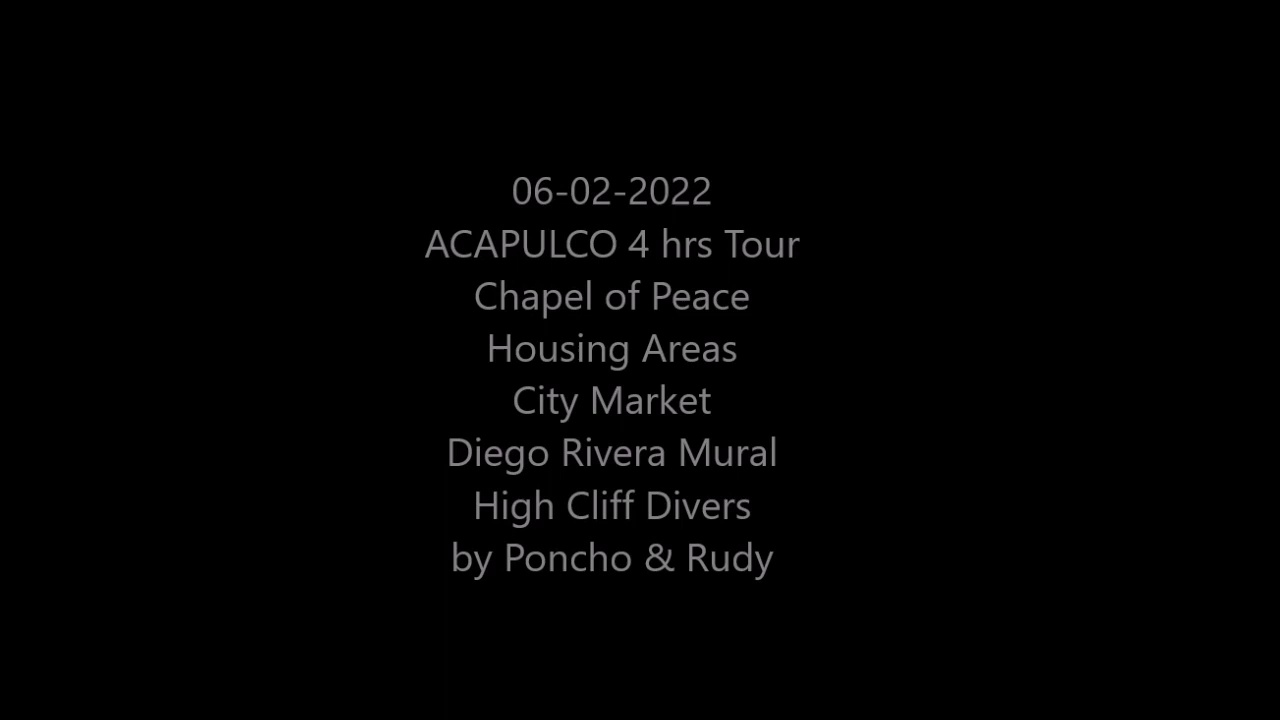 06-02-2022
ACAPULCO 4 hrs Tour
Chapel of Peace
Housing Areas
City Market
Diego Rivera Mural
High Cliff Divers
by Poncho & Rudy